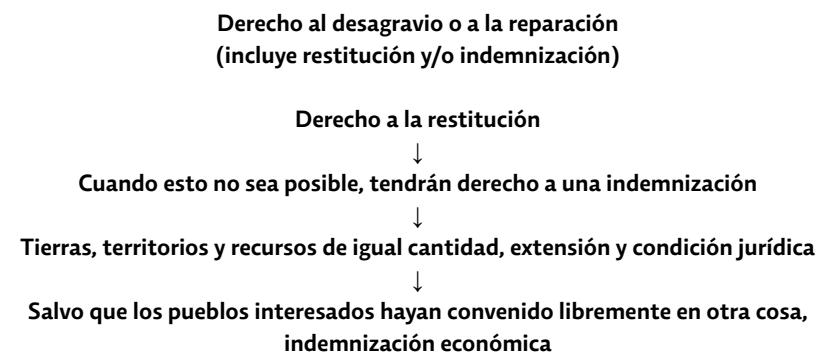 Derecho al desagravio o a la reparación
(incluye restitución y/o indemnización)
Derecho a la restitución
↓
Cuando esto no sea posible, tendrán derecho a una indemnización
↓
Tierras, territorios y recursos de igual cantidad, extensión y condición jurídica
↓
Salvo que los pueblos interesados hayan convenido libremente en otra cosa,
indemnización económica